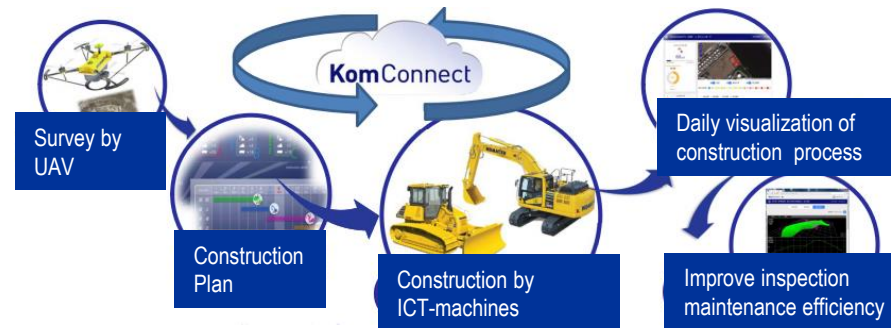 KomConnect
Survey by
UAV
Construction
Plan
KOMATSU
Construction by
ICT-machines
Daily visualization of
construction process
Improve inspection
maintenance efficiency